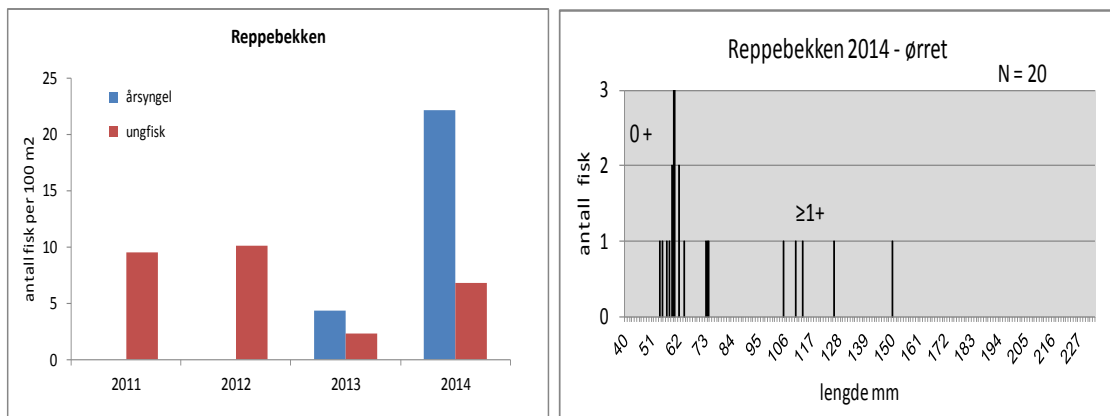 Reppebekken
antall fisk per 100 m2
25
20
15
10
5
0
årsyngel
ungfisk
2011 2012 2013 2014
Reppebekken 2014 - ørret
N = 20
antall fisk
3
2
1
0
0 +
≥1+
40 51 62 73 84 95 106 117 128 139 150 161 172 183 194 205 216 227
lengde mm